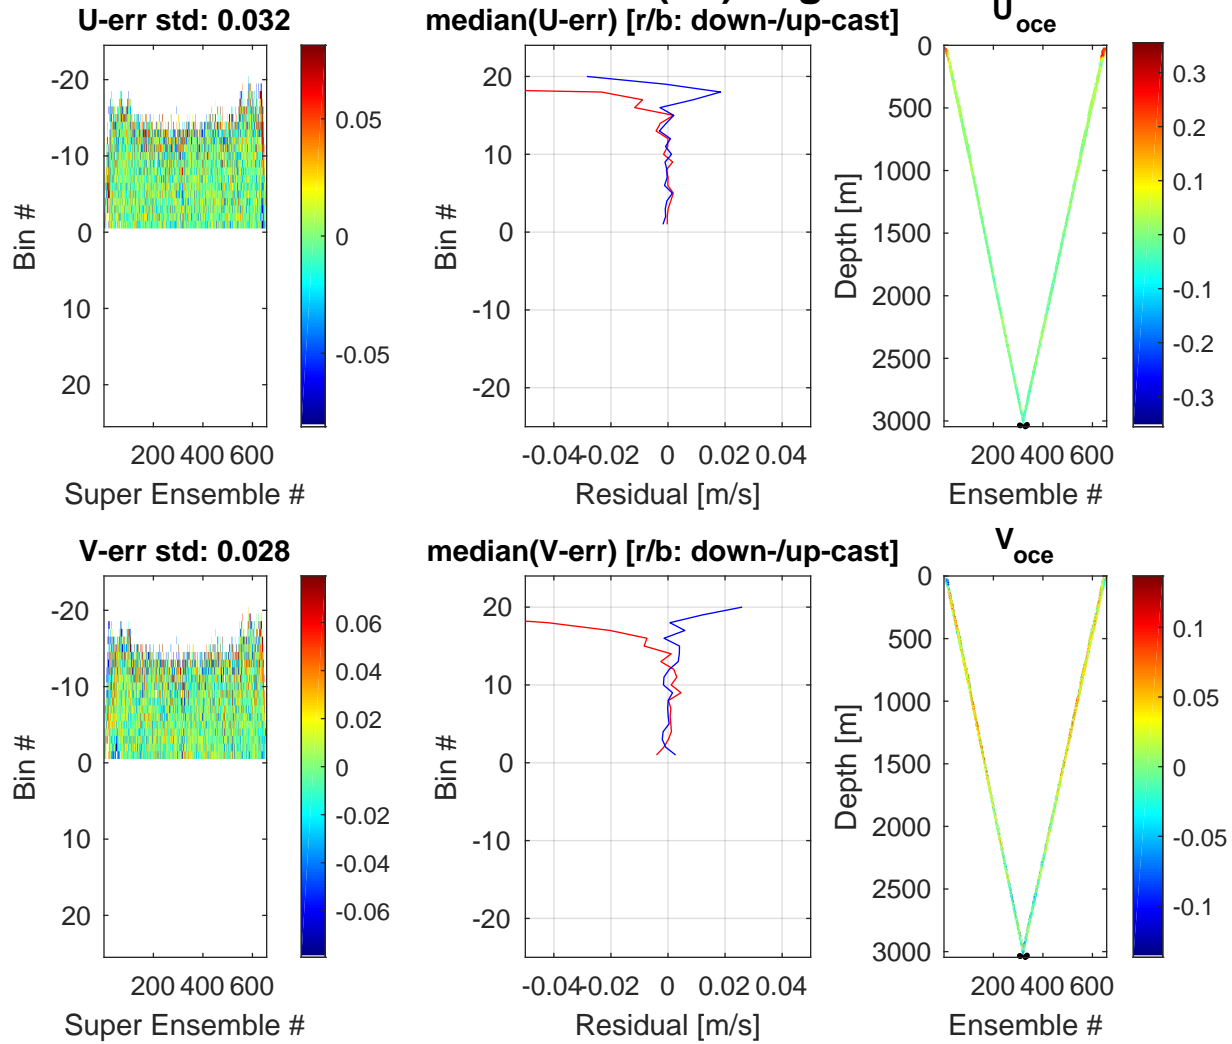 U-err std: 0.032
-20
-10
0
10
20
Bin #
200 400 600
Super Ensemble #
0.05
0
-0.05
median(U-err) [r/b: down-/up-cast]
20
10
0
-10
-20
Bin #
-0.04 -0.02 0 0.02 0.04
Residual [m/s]
U oce
0
500
1000
1500
2000
2500
3000
Depth [m]
200 400 600
Ensemble #
0.3
0.2
0.1
0
-0.1
-0.2
-0.3
V-err std: 0.028
-20
-10
0
10
20
Bin #
200 400 600
Super Ensemble #
0.06
0.04
0.02
0
-0.02
-0.04
-0.06
median(V-err) [r/b: down-/up-cast]
20
10
0
-10
-20
Bin #
-0.04 -0.02 0 0.02 0.04
Residual [m/s]
V oce
0
500
1000
1500
2000
2500
3000
Depth [m]
200 400 600
Ensemble #
0.1
0.05
0
-0.05
-0.1